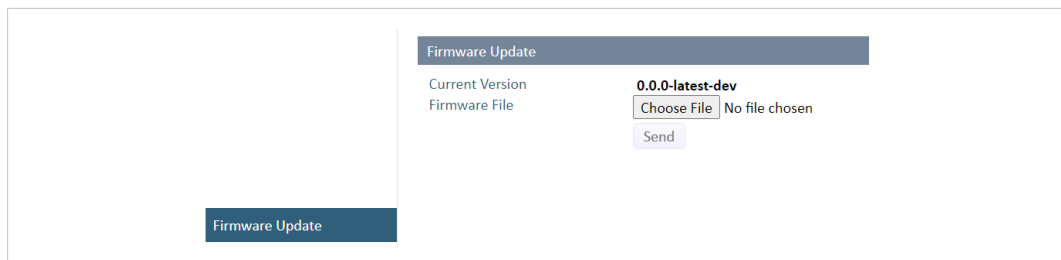 Firmware Update
Current Version 0.0.0-latest-dev
Firmware File Choose File No file chosen
Send
Firmware Update